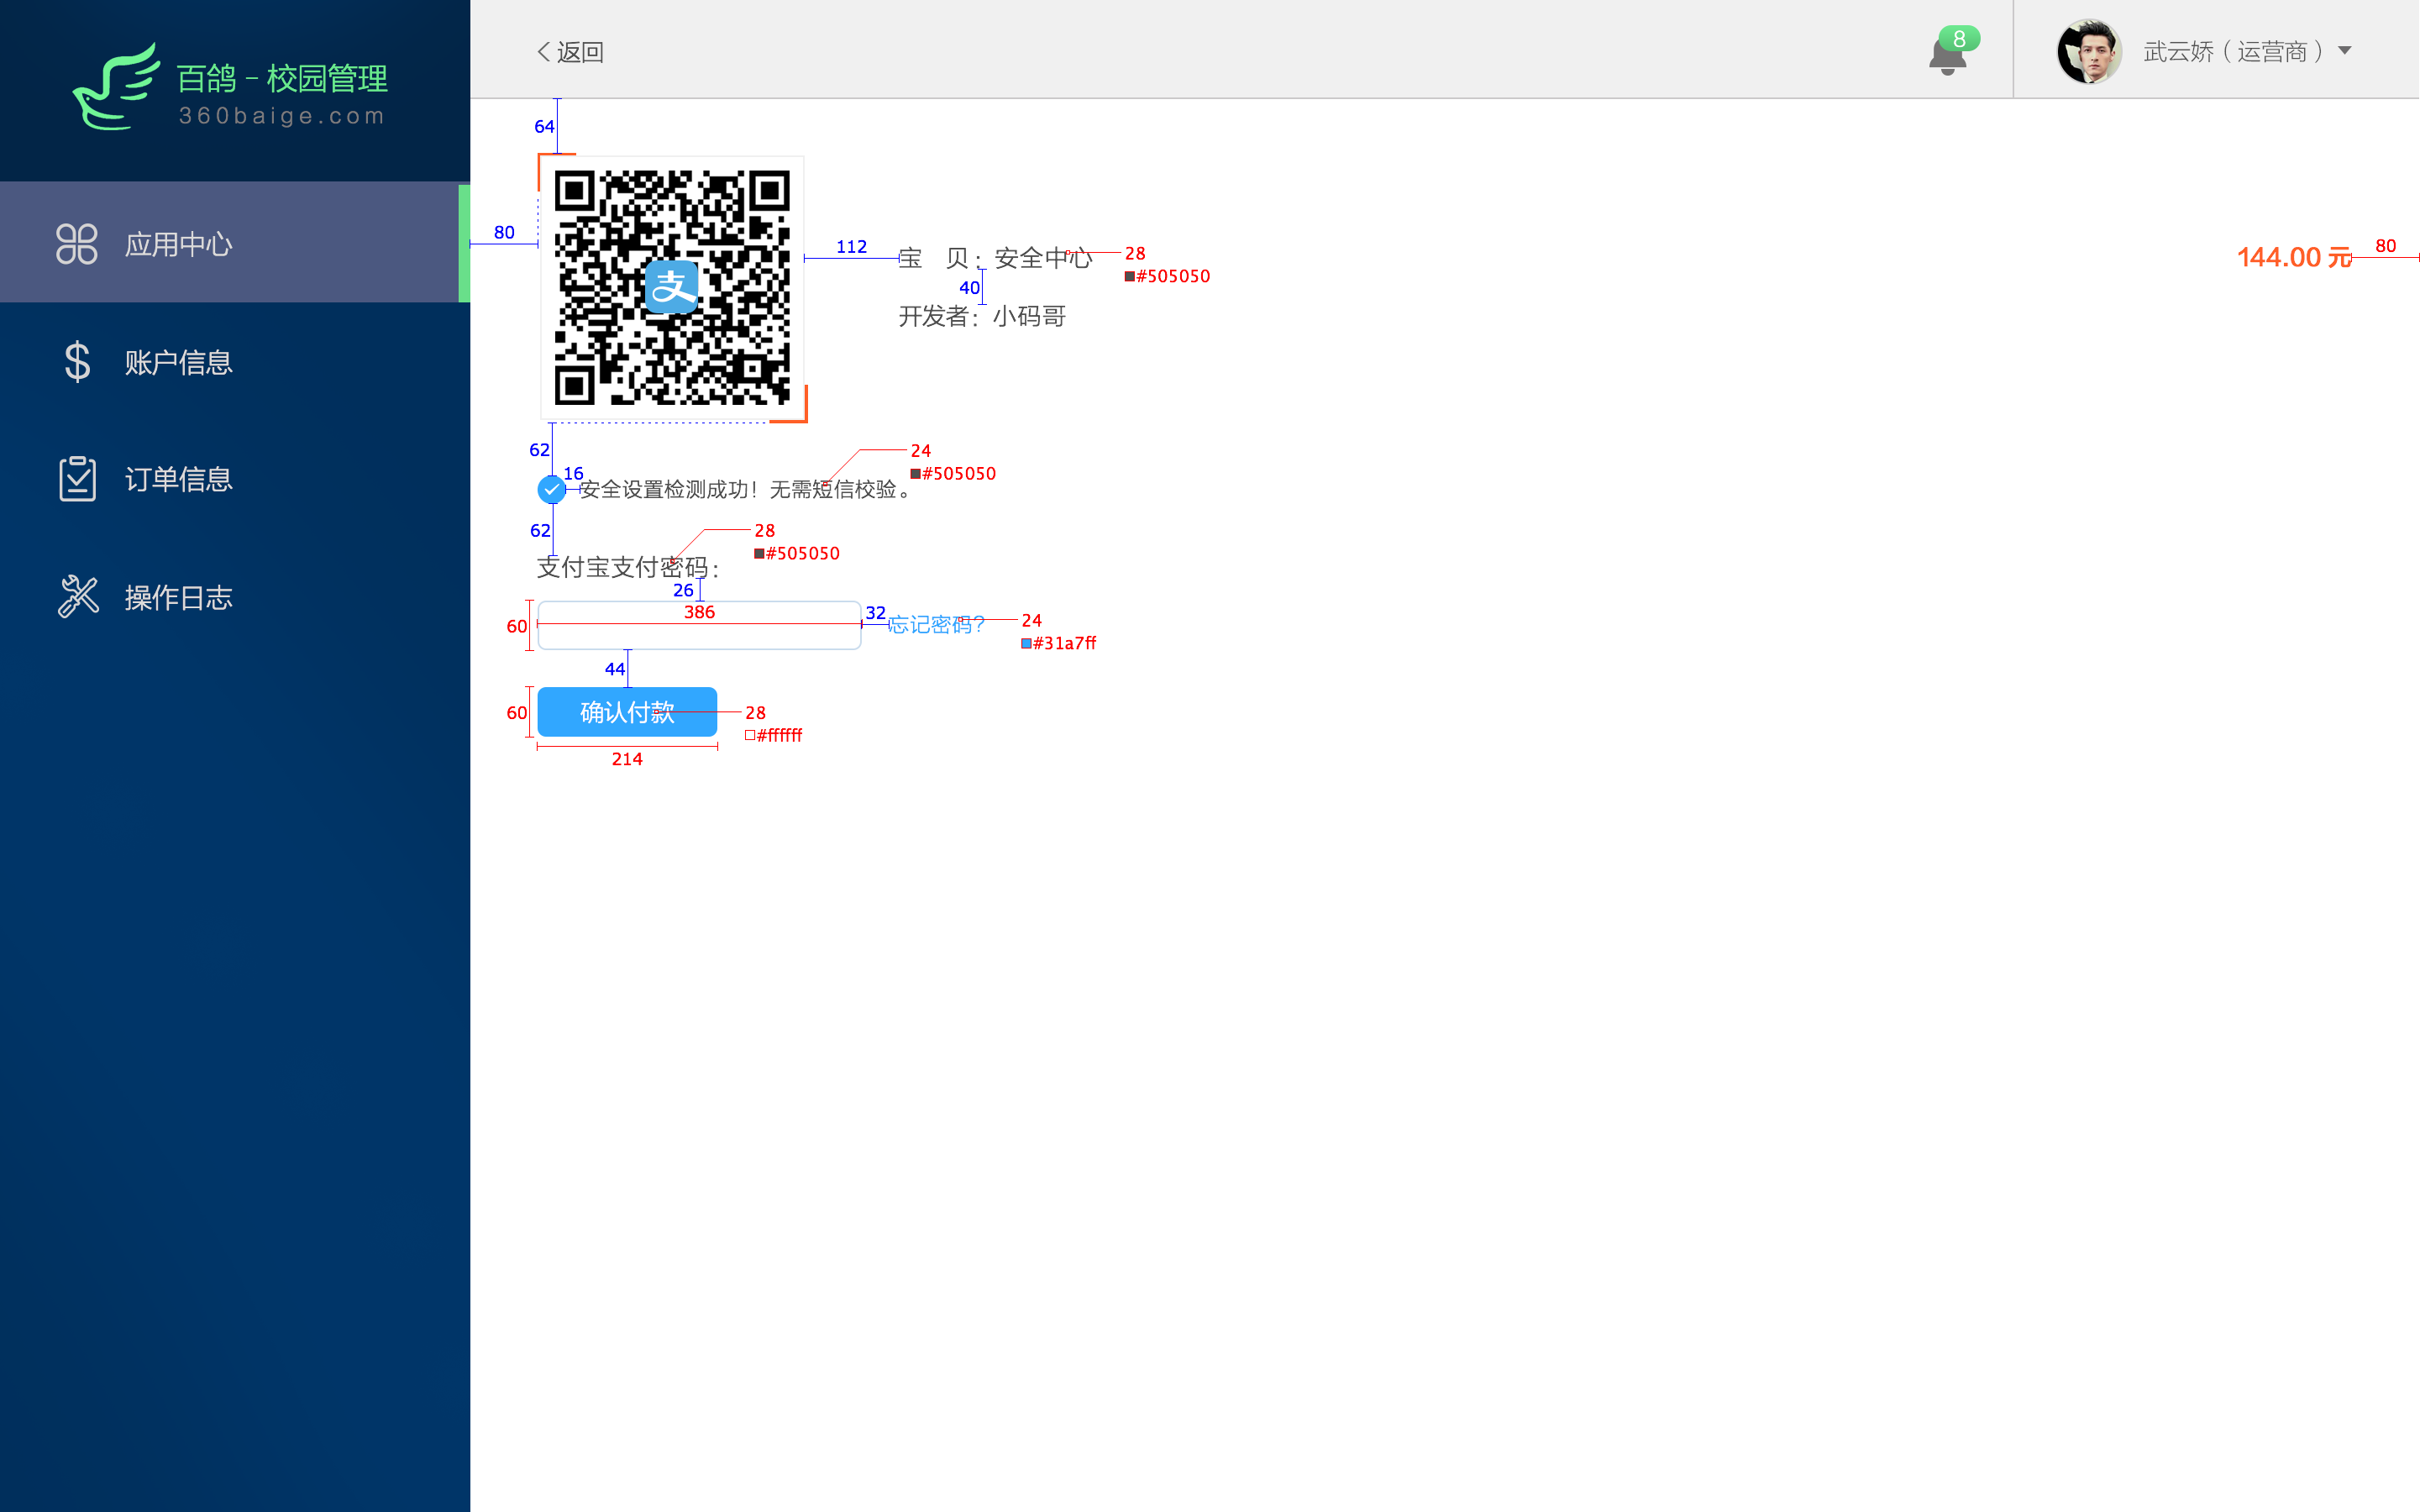 百鸽－校园管理
360baige.com
应用中心
账户信息
订单信息
操作日志
返回
8
武云娇（运营商）
64
80
112
宝 贝：安全中心
28
#505050
40
开发者：小码哥
144.00 元
80
支
62
16
安全设置检测成功！无需短信校验。
24
#505050
62
支付宝支付密码：
28
#505050
26
386
60
32
忘记密码？
24
#31a7ff
44
60
确认付款
28
#ffffff
214